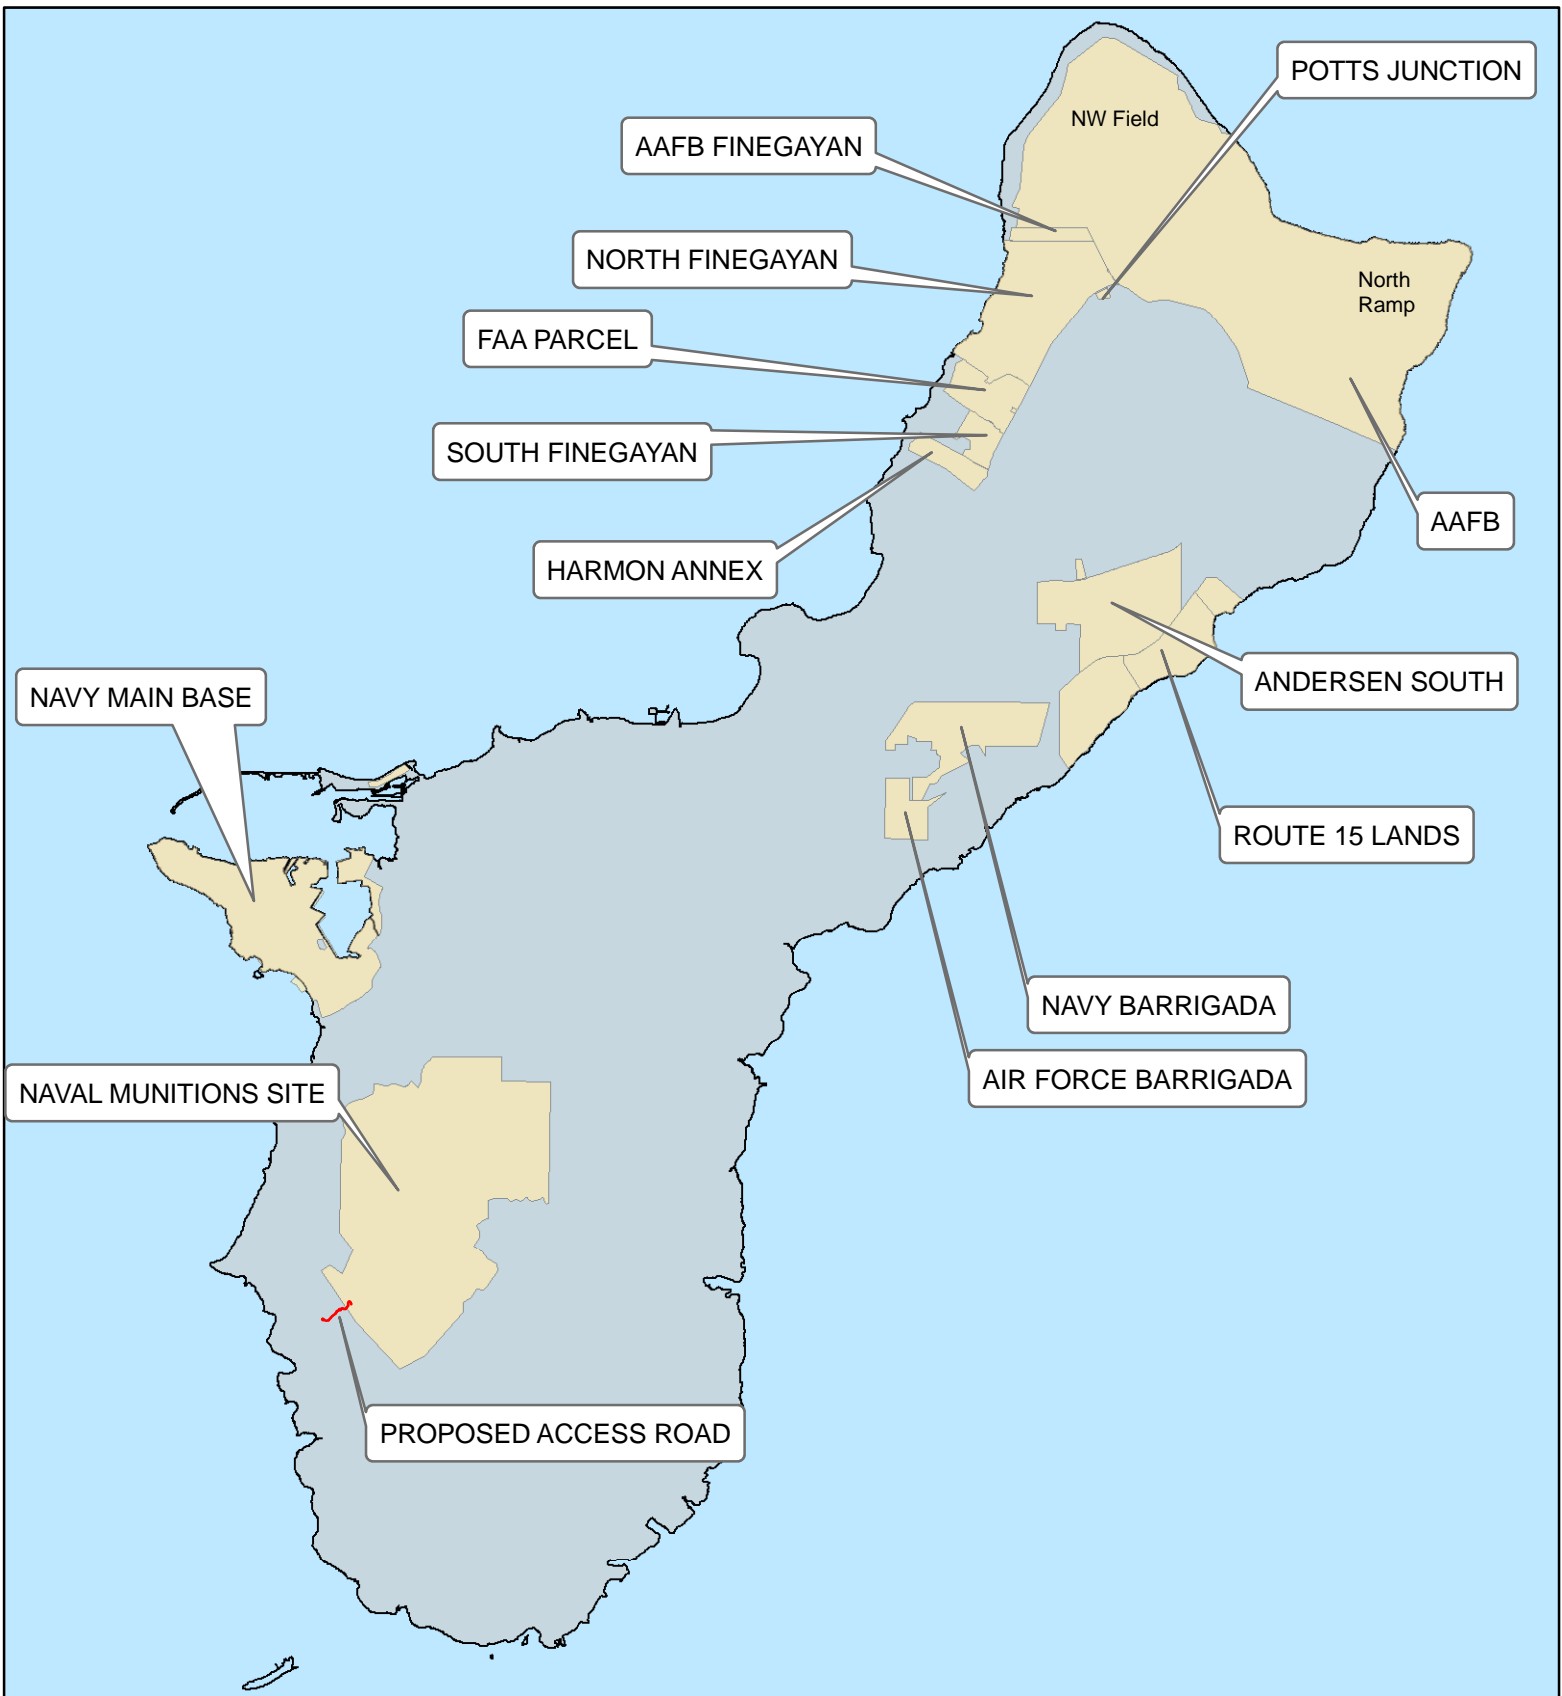 POTTS JUNCTION
NW Field
AAFB FINEGAYAN
NORTH FINEGAYAN
North
Ramp
FAA PARCEL
SOUTH FINEGAYAN
AAFB
HARMON ANNEX
ANDERSEN SOUTH
NAVY MAIN BASE
ROUTE 15 LANDS
NAVY BARRIGADA
AIR FORCE BARRIGADA
NAVAL MUNITIONS SITE
PROPOSED ACCESS ROAD